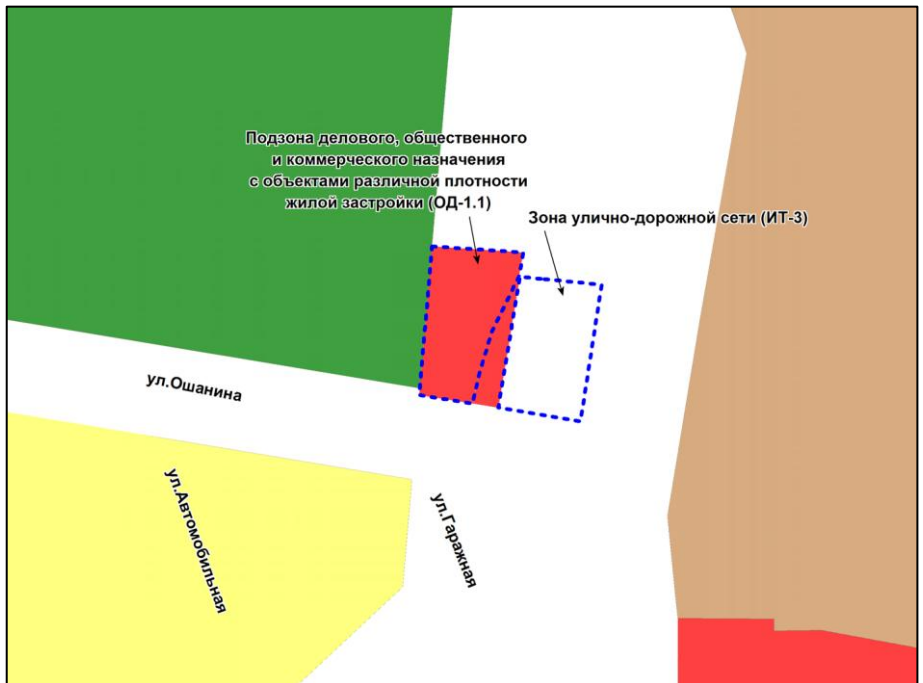 Подзона делового, общественного
и коммерческого назначения
с объектами различной плотности
жилой застройки (ОД-1.1)
Зона улично-дорожной сети (ИТ-3)
ул.Ошанина
ул.Автомобильная
ул.Гаражная